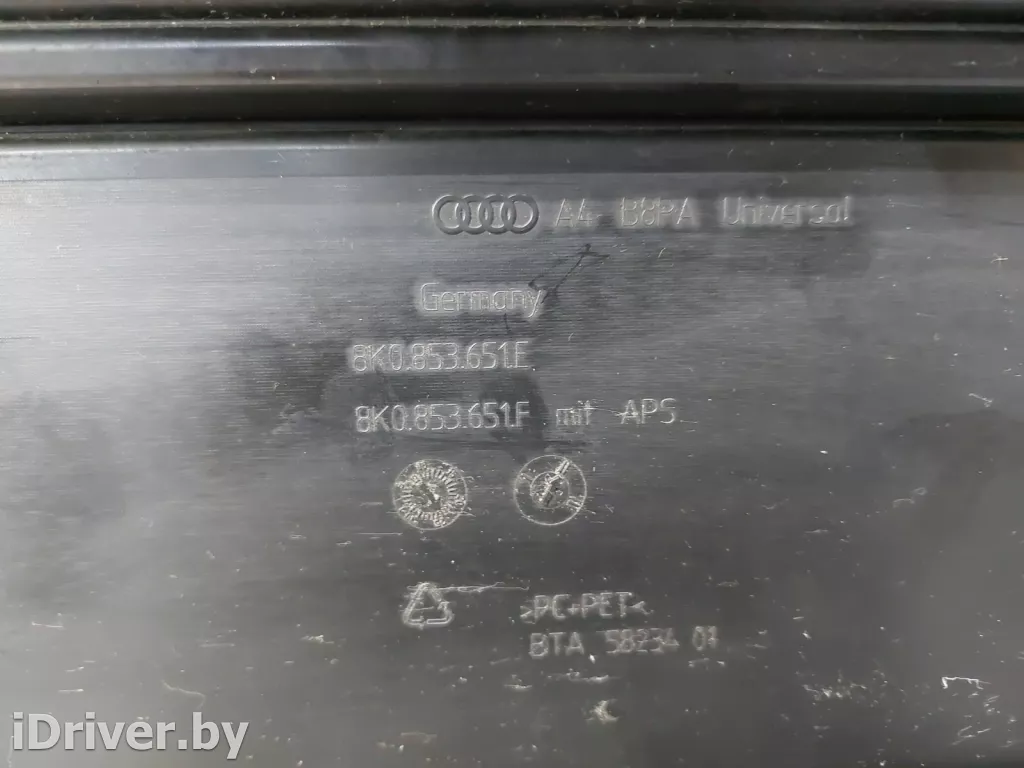 A4 B8PA Universal
Germany
8K0.853.651.E
8K0.853.651.F mit APS
>PC+PET<
BTA 58234 01
iDriver.by